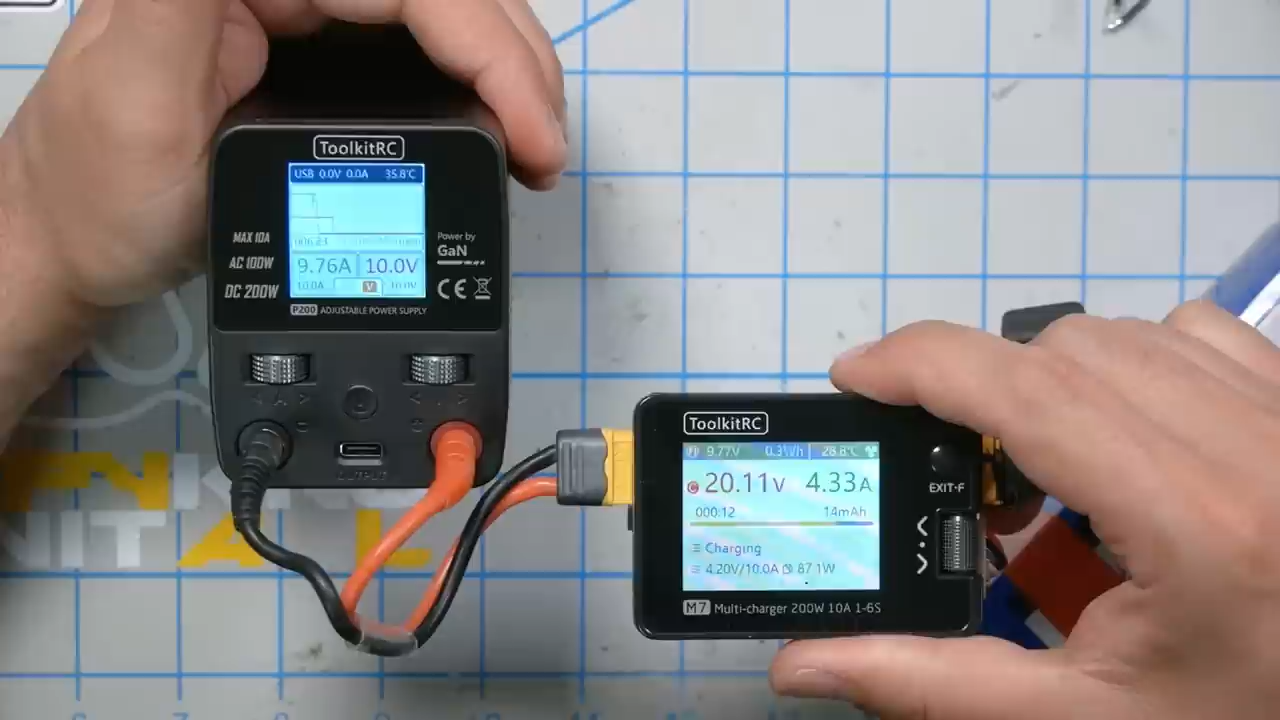 ToolkitRC
USB 0.0V 0.0A 35.8°C
MAX 10A
AC 100W
DC 200W
Power by
GaN
9.76A 10.0V
10.0A V 10.0V
CE
P200 ADJUSTABLE POWER SUPPLY
< A >
OUTPUT
ToolkitRC
9.77V 0.3Wh 28.8°C
C 20.11V 4.33A
000:12 14mAh
Charging
4.20V/10.0A 87.1W
EXIT·F
M7 Multi-charger 200W 10A 1-6S